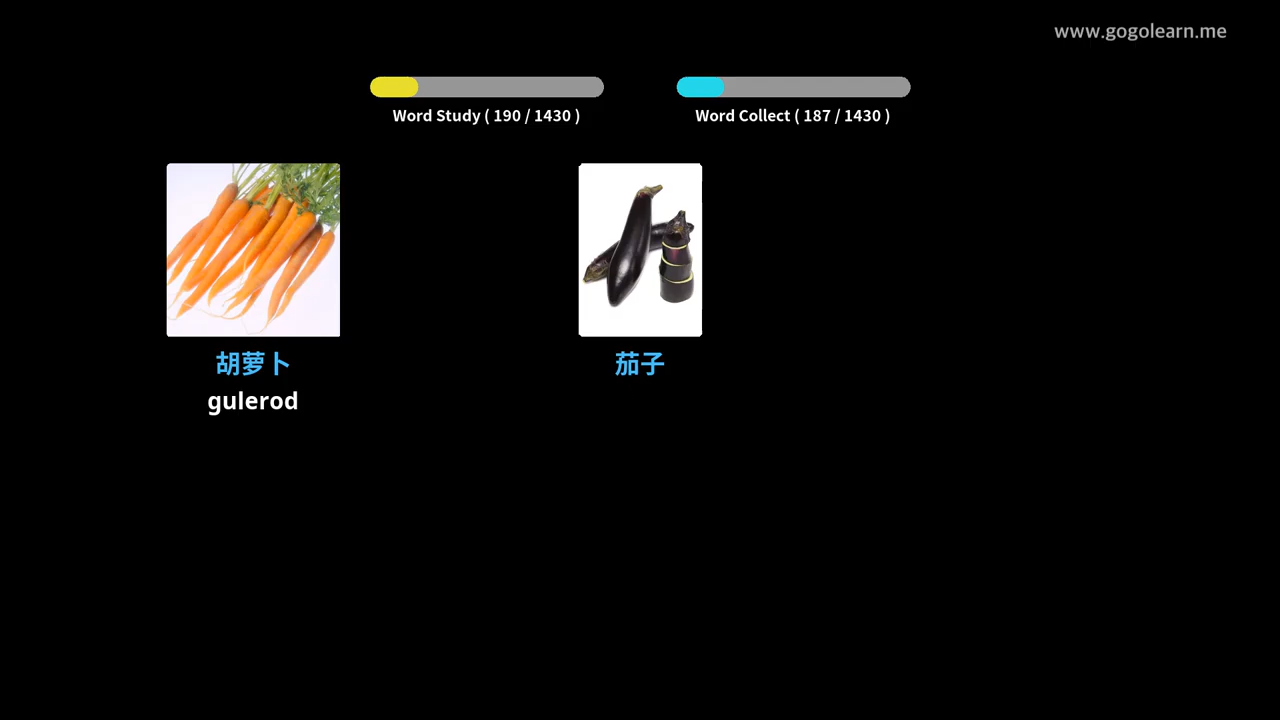 www.gogolearn.me
Word Study ( 190 / 1430 )
Word Collect ( 187 / 1430 )
胡萝卜
gulerod
茄子